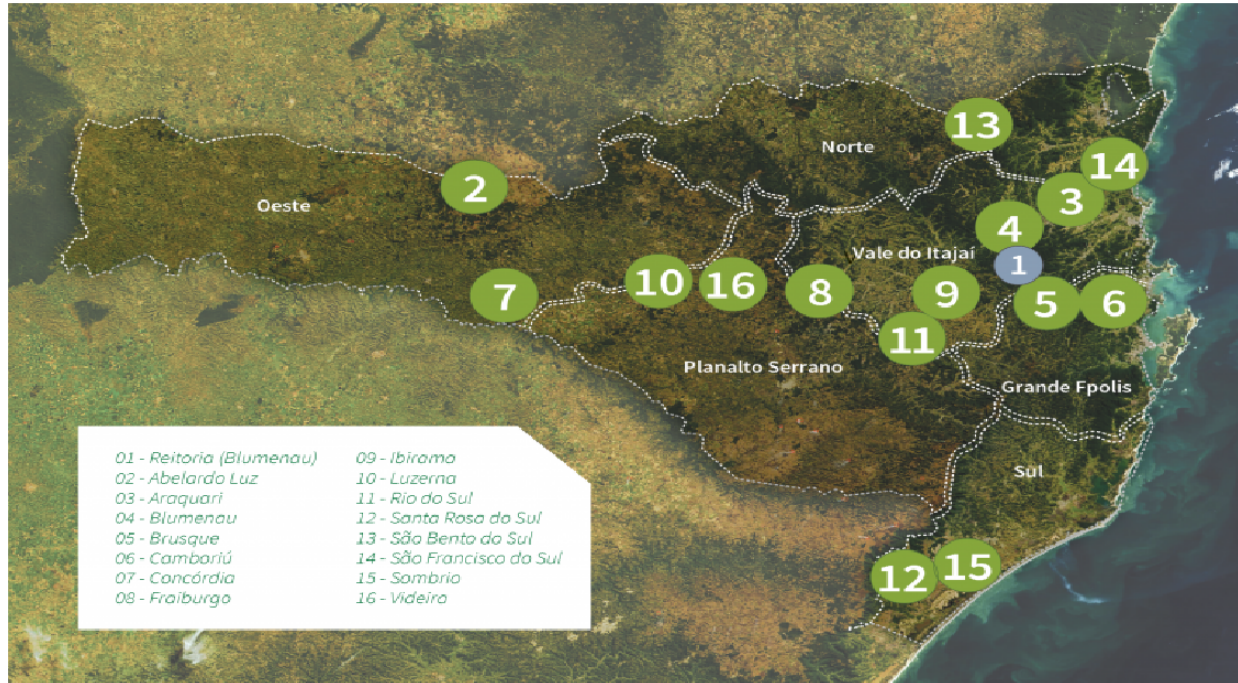 13
Norte
14
2
3
Oeste
4
Vale do Itajaí
1
10
16
8
9
7
5
6
11
Planalto Serrano
Grande Fpolis
Sul
12
15
01 - Reitoria (Blumenau)
02 - Abelardo Luz
03 - Araquari
04 - Blumenau
05 - Brusque
06 - Camboriú
07 - Concórdia
08 - Fraiburgo
09 - Ibirama
10 - Luzerna
11 - Rio do Sul
12 - Santa Rosa do Sul
13 - São Bento do Sul
14 - São Francisco do Sul
15 - Sombrio
16 - Videira